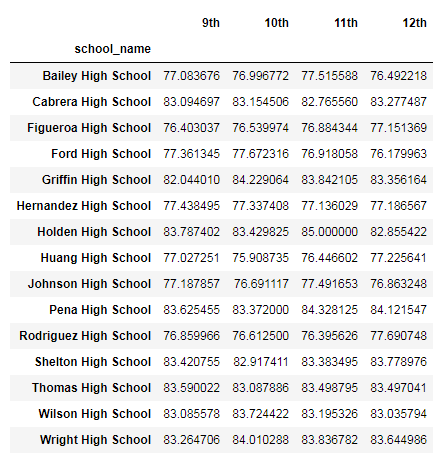 9th 10th 11th 12th
school_name
Bailey High School 77.083676 76.996772 77.515588 76.492218
Cabrera High School 83.094697 83.154506 82.765560 83.277487
Figueroa High School 76.403037 76.539974 76.884344 77.151369
Ford High School 77.361345 77.672316 76.918058 76.179963
Griffin High School 82.044010 84.229064 83.842105 83.356164
Hernandez High School 77.438495 77.337408 77.136029 77.186567
Holden High School 83.787402 83.429825 85.000000 82.855422
Huang High School 77.027251 75.908735 76.446602 77.225641
Johnson High School 77.187857 76.691117 77.491653 76.863248
Pena High School 83.625455 83.372000 84.328125 84.121547
Rodriguez High School 76.859966 76.612500 76.395626 77.690748
Shelton High School 83.420755 82.917411 83.383495 83.778976
Thomas High School 83.590022 83.087886 83.498795 83.497041
Wilson High School 83.085578 83.724422 83.195326 83.035794
Wright High School 83.264706 84.010288 83.836782 83.644986